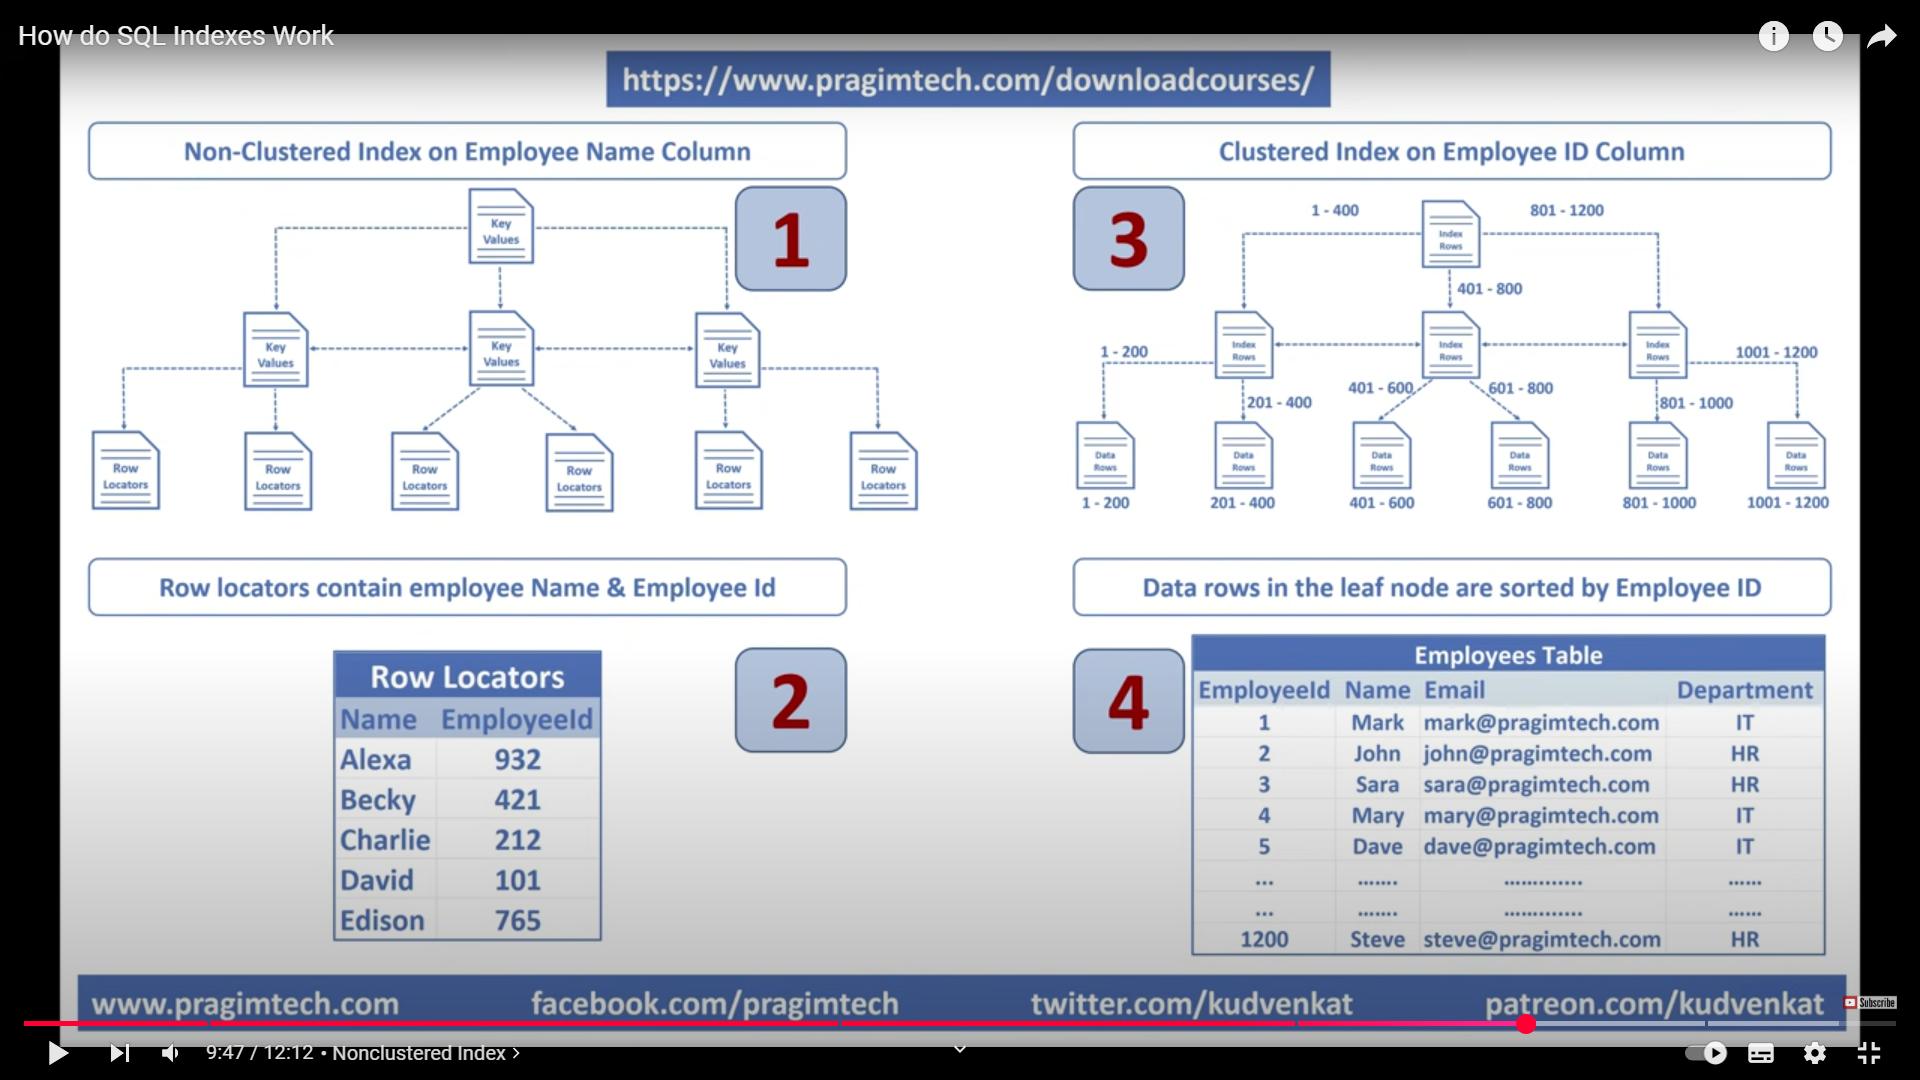 How do SQL Indexes Work
https://www.pragimtech.com/downloadcourses/
Non-Clustered Index on Employee Name Column
1
Key
Values
Key
Values
Key
Values
Key
Values
Row
Locators
Row
Locators
Row
Locators
Row
Locators
Row
Locators
Row
Locators
Clustered Index on Employee ID Column
3
1 - 400
801 - 1200
Index
Rows
401 - 800
Index
Rows
Index
Rows
Index
Rows
1 - 200
201 - 400
401 - 600
601 - 800
801 - 1000
1001 - 1200
Data
Rows
Data
Rows
Data
Rows
Data
Rows
Data
Rows
Data
Rows
1 - 200
201 - 400
401 - 600
601 - 800
801 - 1000
1001 - 1200
Row locators contain employee Name & Employee Id
2
Row Locators
Name EmployeeId
Alexa 932
Becky 421
Charlie 212
David 101
Edison 765
Data rows in the leaf node are sorted by Employee ID
4
Employees Table
EmployeeId Name Email Department
1 Mark mark@pragimtech.com IT
2 John john@pragimtech.com HR
3 Sara sara@pragimtech.com HR
4 Mary mary@pragimtech.com IT
5 Dave dave@pragimtech.com IT
... ....... ............. ......
... ....... ............. ......
1200 Steve steve@pragimtech.com HR
www.pragimtech.com facebook.com/pragimtech twitter.com/kudvenkat patreon.com/kudvenkat
Subscribe
9:47 / 12:12 • Nonclustered Index >